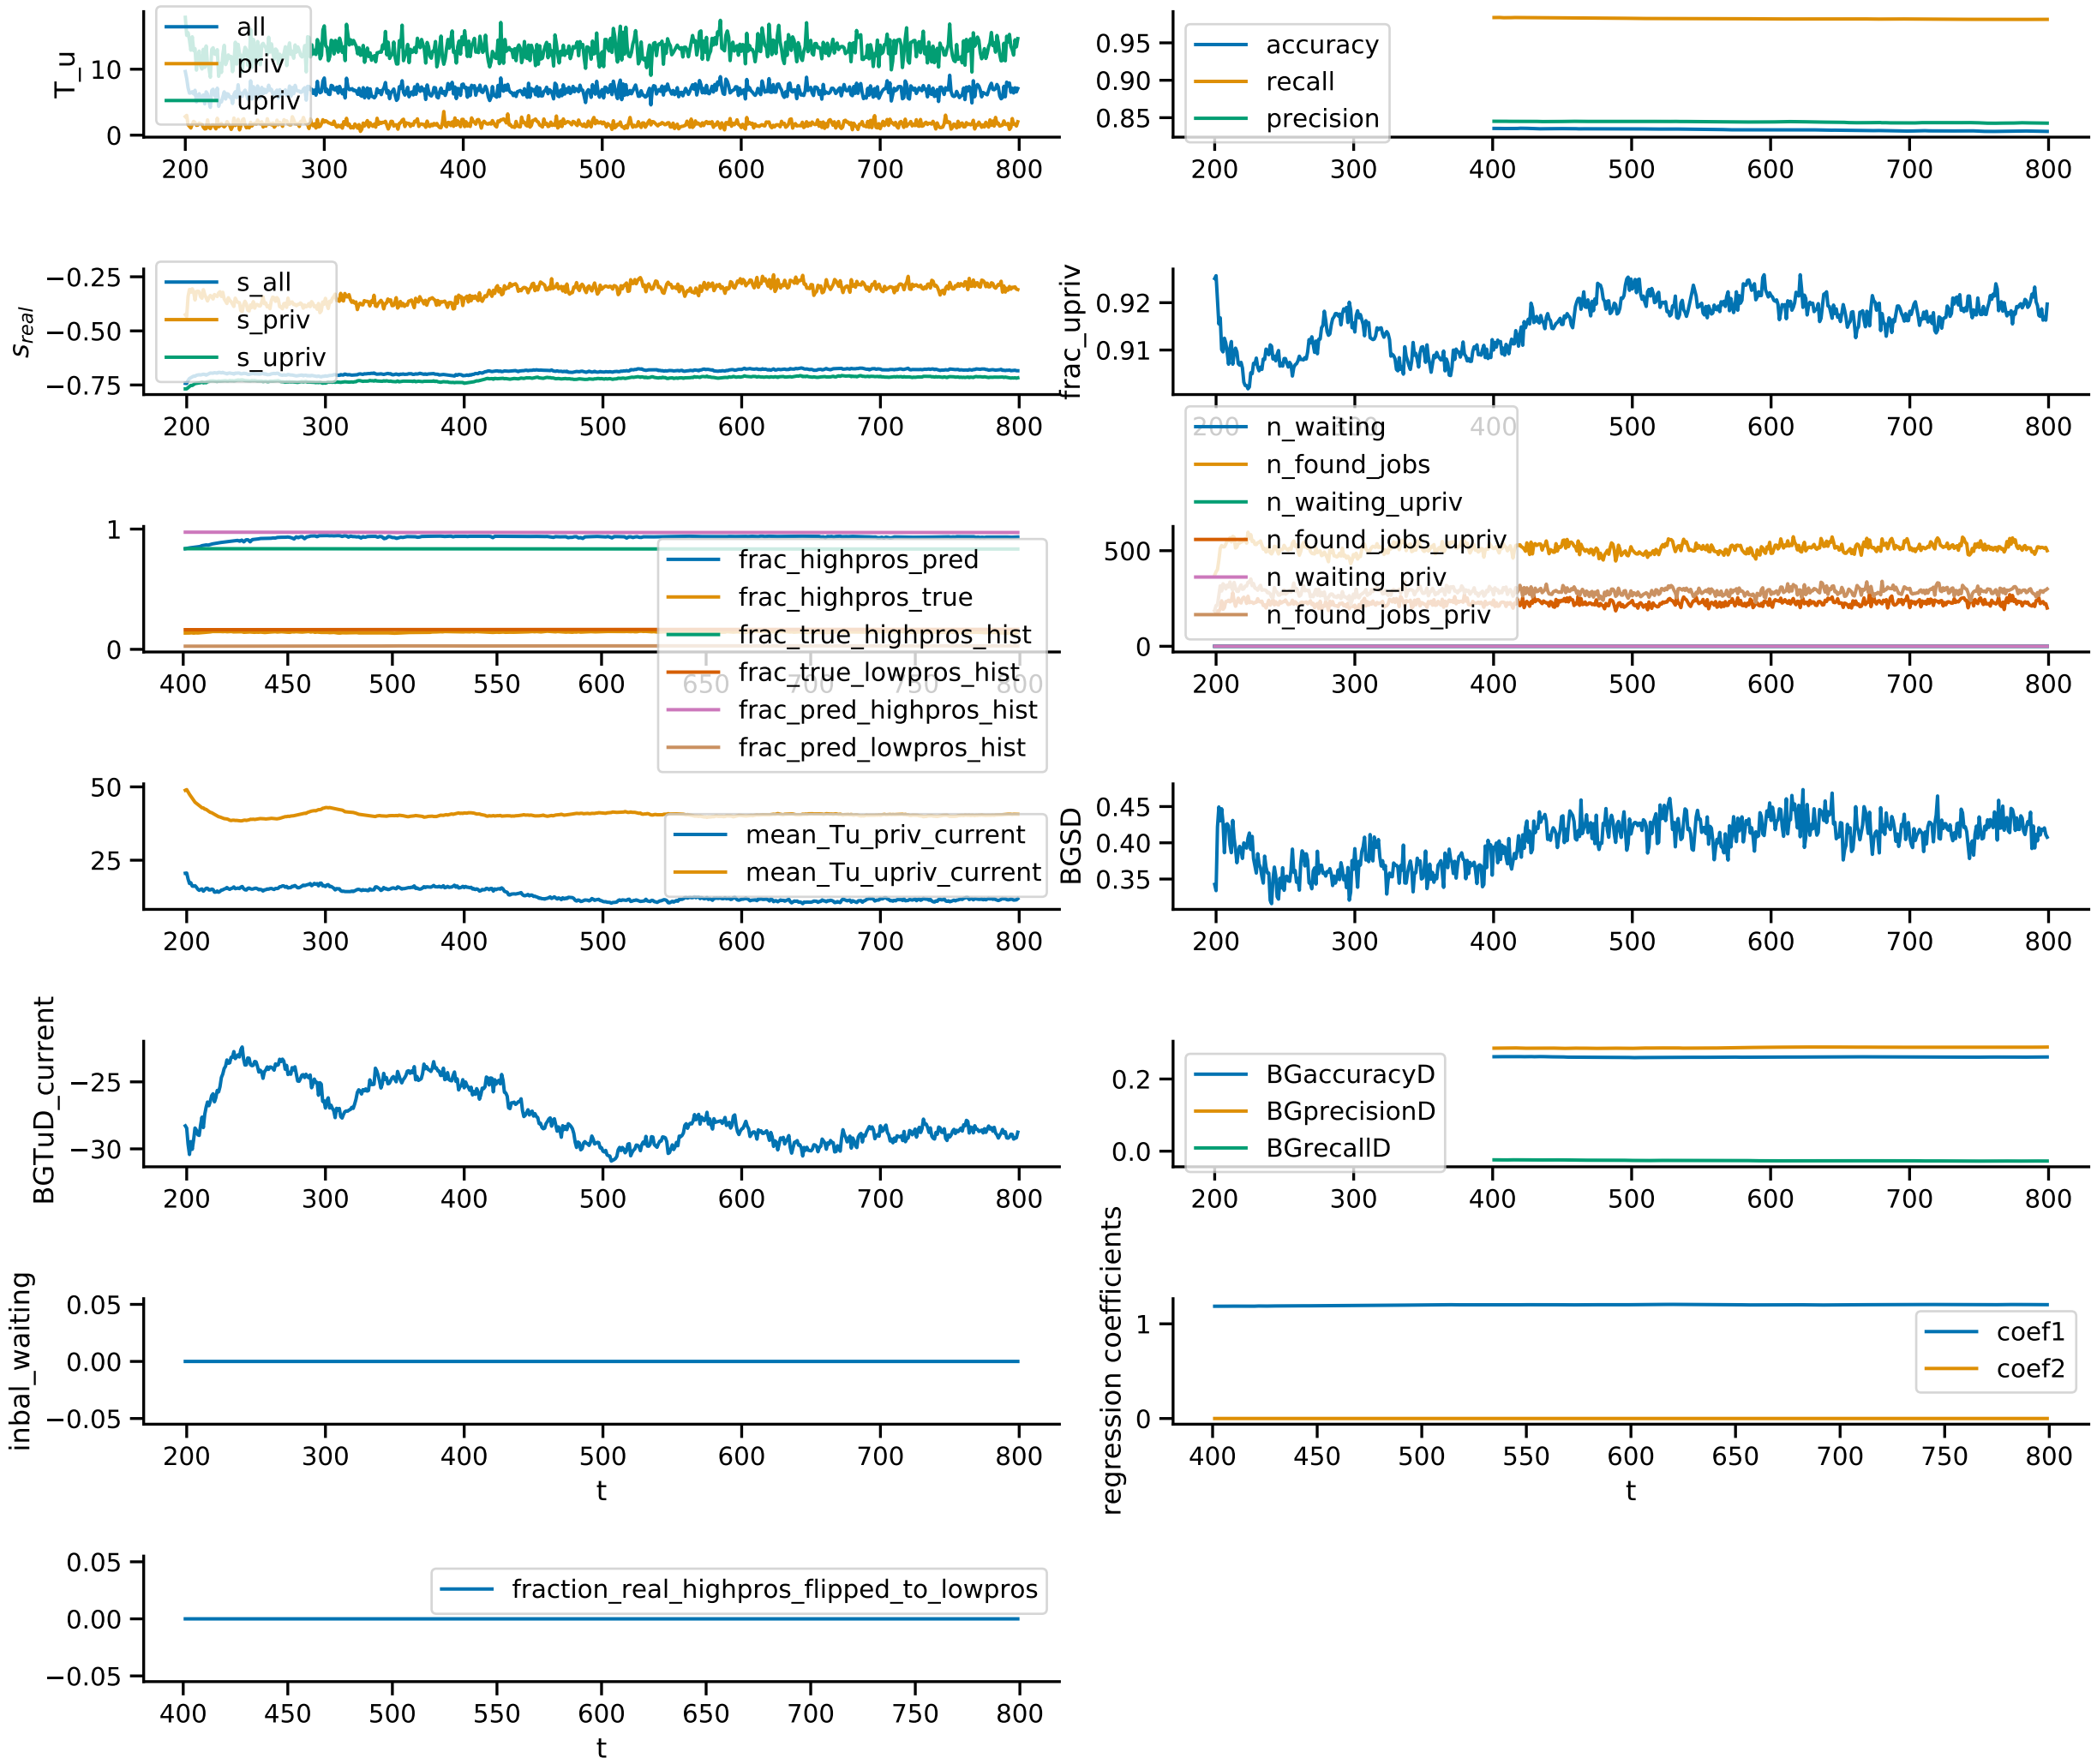 T_u
10
0
all
priv
upriv
200 300 400 500 600 700 800
0.95
0.90
0.85
accuracy
recall
precision
200 300 400 500 600 700 800
s_real
−0.25
−0.50
−0.75
s_all
s_priv
s_upriv
200 300 400 500 600 700 800
frac_upriv
0.92
0.91
200 300 400 500 600 700 800
1
0
frac_highpros_pred
frac_highpros_true
frac_true_highpros_hist
frac_true_lowpros_hist
frac_pred_highpros_hist
frac_pred_lowpros_hist
400 450 500 550 600 650 700 750 800
500
0
n_waiting
n_found_jobs
n_waiting_upriv
n_found_jobs_upriv
n_waiting_priv
n_found_jobs_priv
200 300 400 500 600 700 800
50
25
mean_Tu_priv_current
mean_Tu_upriv_current
200 300 400 500 600 700 800
BGSD
0.45
0.40
0.35
200 300 400 500 600 700 800
BGTuD_current
−25
−30
200 300 400 500 600 700 800
0.2
0.0
BGaccuracyD
BGprecisionD
BGrecallD
200 300 400 500 600 700 800
inbal_waiting
0.05
0.00
−0.05
200 300 400 500 600 700 800
t
regression coefficients
1
0
coef1
coef2
400 450 500 550 600 650 700 750 800
t
0.05
0.00
−0.05
fraction_real_highpros_flipped_to_lowpros
400 450 500 550 600 650 700 750 800
t